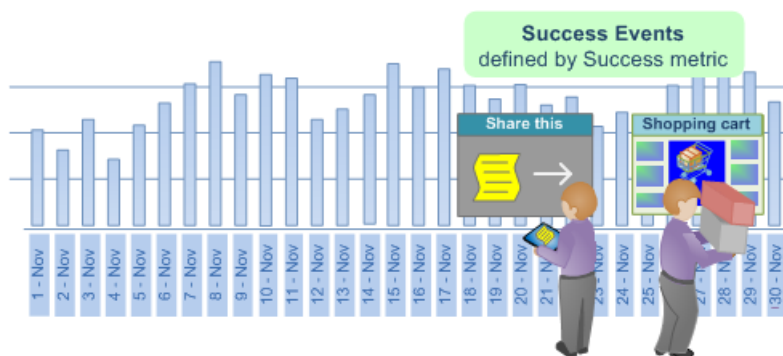 Success Events
defined by Success metric
Share this
Shopping cart
1 - Nov
2 - Nov
3 - Nov
4 - Nov
5 - Nov
6 - Nov
7 - Nov
8 - Nov
9 - Nov
10 - Nov
11 - Nov
12 - Nov
13 - Nov
14 - Nov
15 - Nov
16 - Nov
17 - Nov
18 - Nov
19 - Nov
20 - Nov
21 -
23 - Nov
24 - Nov
25 - Nov
27 - Nov
28 - Nov
29 - Nov
30 - Nov